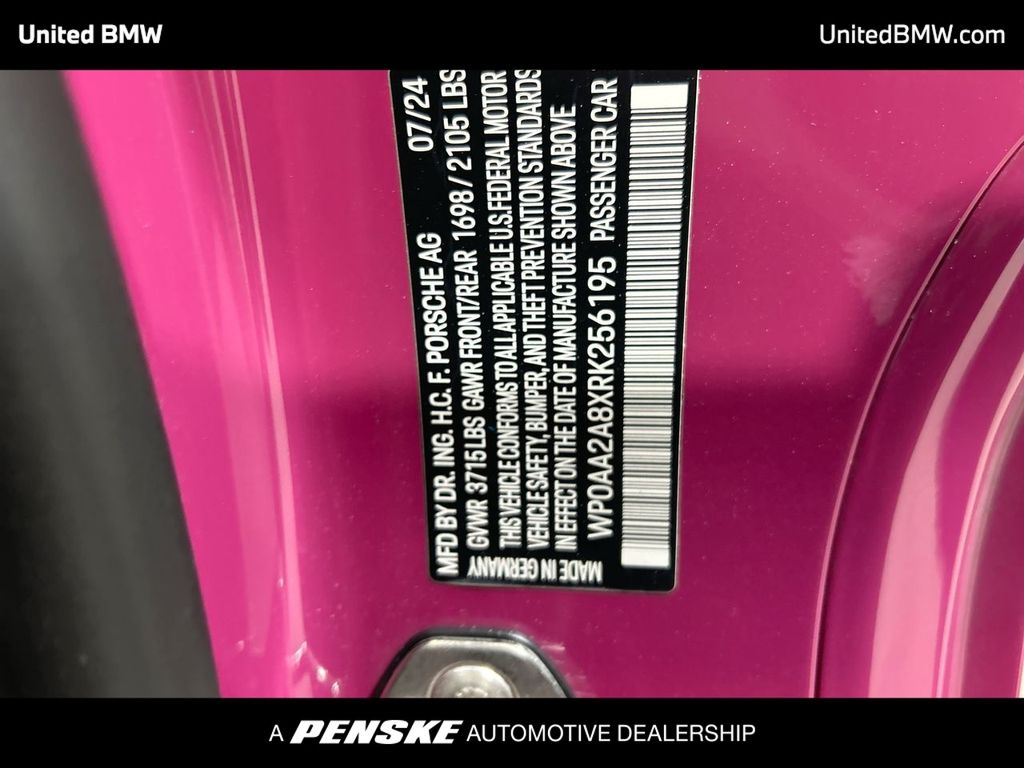 United BMW
UnitedBMW.com
MFD BY DR. ING. H.C. F. PORSCHE AG 07/24
GVWR 3715 LBS GAWR FRONT/REAR 1698 / 2105 LBS
THIS VEHICLE CONFORMS TO ALL APPLICABLE U.S. FEDERAL MOTOR
VEHICLE SAFETY, BUMPER, AND THEFT PREVENTION STANDARDS
IN EFFECT ON THE DATE OF MANUFACTURE SHOWN ABOVE.
WP0AA2A8XRK256195 PASSENGER CAR
MADE IN GERMANY
A PENSKE AUTOMOTIVE DEALERSHIP